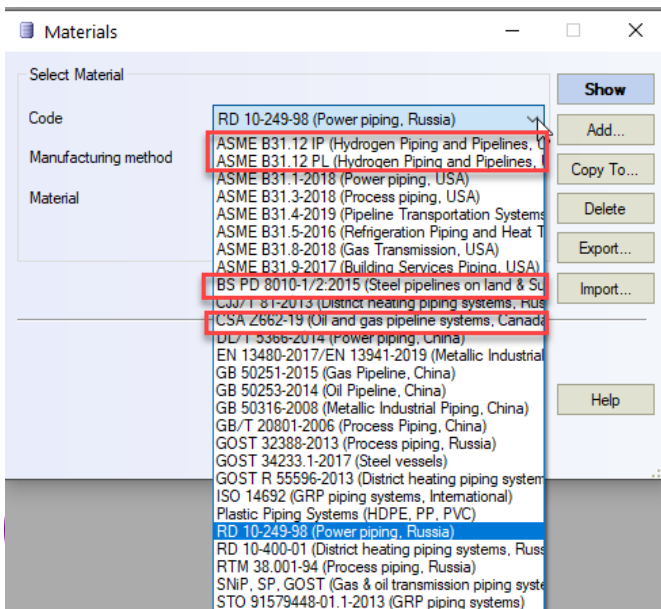 Materials
Select Material
Code
RD 10-249-98 (Power piping, Russia)
Manufacturing method
Material
ASME B31.12 IP (Hydrogen Piping and Pipelines,
ASME B31.12 PL (Hydrogen Piping and Pipelines,
ASME B31.1-2018 (Power piping, USA)
ASME B31.3-2018 (Process piping, USA)
ASME B31.4-2019 (Pipeline Transportation Systems
ASME B31.5-2016 (Refrigeration Piping and Heat T
ASME B31.8-2018 (Gas Transmission, USA)
ASME B31.9-2017 (Building Services Piping, USA)
BS PD 8010-1/2:2015 (Steel pipelines on land & Su
CJJ/T 81-2013 (District heating piping systems, Rus
CSA Z662-19 (Oil and gas pipeline systems, Canada
DL/T 5366-2014 (Power piping, China)
EN 13480-2017/EN 13941-2019 (Metallic Industrial
GB 50251-2015 (Gas Pipeline, China)
GB 50253-2014 (Oil Pipeline, China)
GB 50316-2008 (Metallic Industrial Piping, China)
GB/T 20801-2006 (Process Piping, China)
GOST 32388-2013 (Process piping, Russia)
GOST 34233.1-2017 (Steel vessels)
GOST R 55596-2013 (District heating piping system
ISO 14692 (GRP piping systems, International)
Plastic Piping Systems (HDPE, PP, PVC)
RD 10-249-98 (Power piping, Russia)
RD 10-400-01 (District heating piping systems, Russ
RTM 38.001-94 (Process piping, Russia)
SNiP, SP, GOST (Gas & oil transmission piping syste
STO 91579448-01.1-2013 (GRP piping systems)
Show
Add...
Copy To...
Delete
Export...
Import...
Help